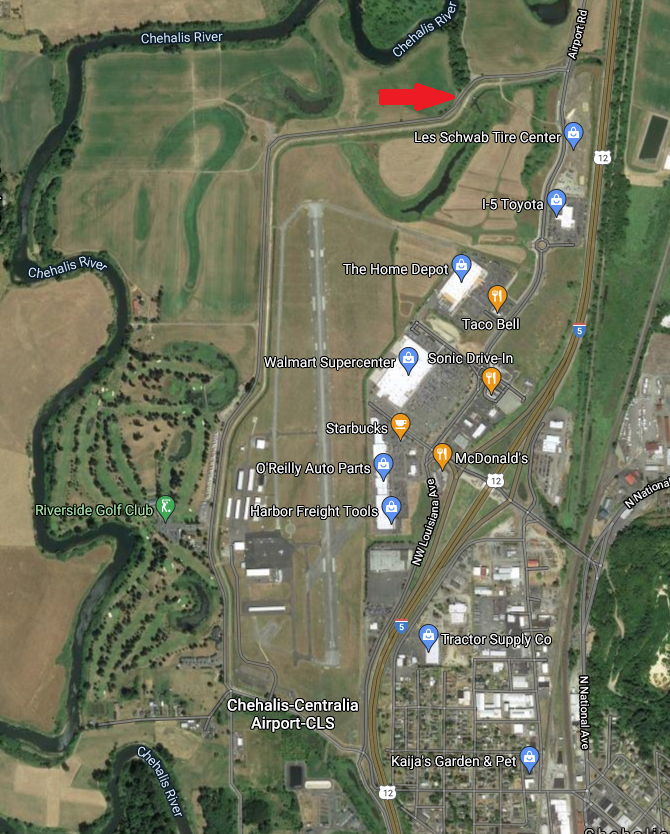 Chehalis River
Chehalis River
Airport Rd
Les Schwab Tire Center
12
I-5 Toyota
Chehalis River
The Home Depot
Taco Bell
5
Walmart Supercenter
Sonic Drive-In
Starbucks
McDonald's
O'Reilly Auto Parts
12
N National
Riverside Golf Club
Harbor Freight Tools
NW Louisiana Ave
5
Tractor Supply Co
Chehalis-Centralia
Airport-CLS
N National Ave
Chehalis River
Kaija's Garden & Pet
12
Chehalis